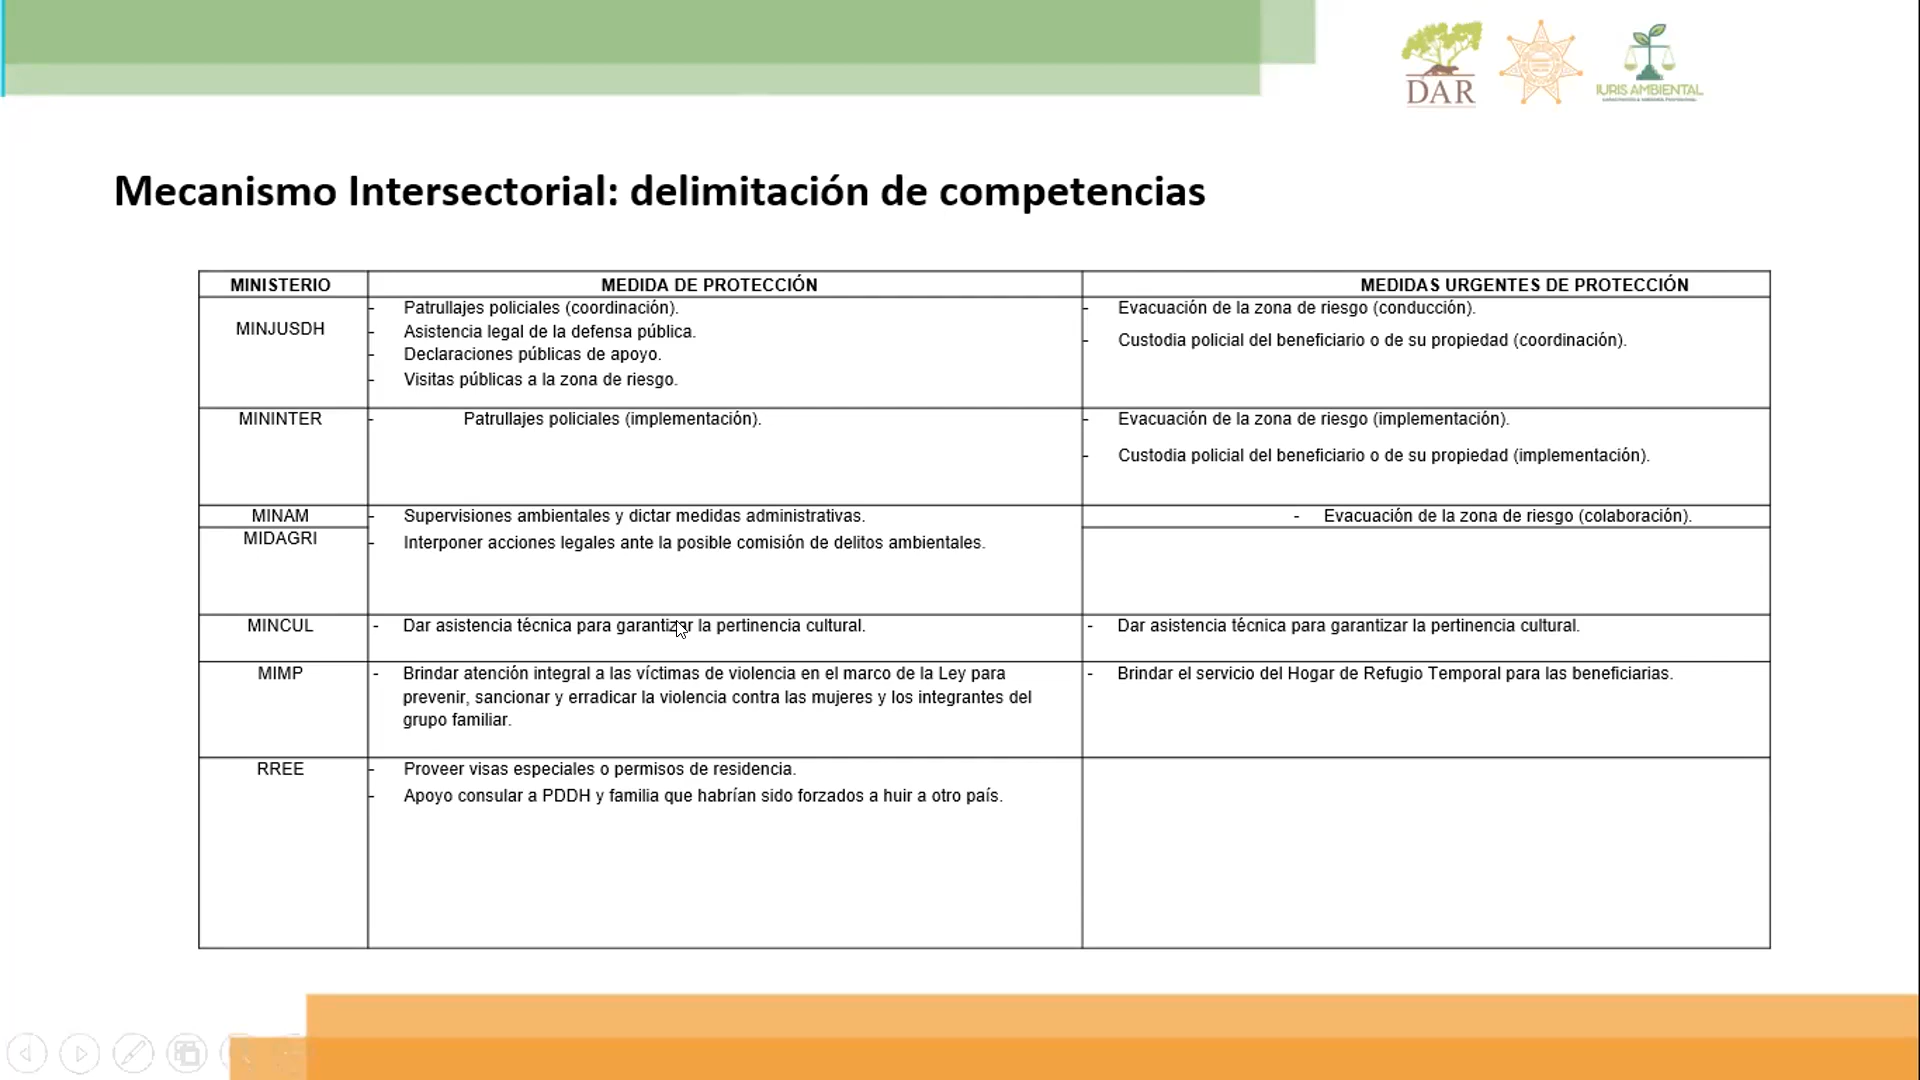 DAR
IURIS AMBIENTAL
Mecanismo Intersectorial: delimitación de competencias
MINISTERIO
MEDIDA DE PROTECCIÓN
MEDIDAS URGENTES DE PROTECCIÓN
MINJUSDH
- Patrullajes policiales (coordinación).
- Asistencia legal de la defensa pública.
- Declaraciones públicas de apoyo.
- Visitas públicas a la zona de riesgo.
- Evacuación de la zona de riesgo (conducción).
- Custodia policial del beneficiario o de su propiedad (coordinación).
MININTER
- Patrullajes policiales (implementación).
- Evacuación de la zona de riesgo (implementación).
- Custodia policial del beneficiario o de su propiedad (implementación).
MINAM
MIDAGRI
- Supervisiones ambientales y dictar medidas administrativas.
- Interponer acciones legales ante la posible comisión de delitos ambientales.
- Evacuación de la zona de riesgo (colaboración).
MINCUL
- Dar asistencia técnica para garantizar la pertinencia cultural.
- Dar asistencia técnica para garantizar la pertinencia cultural.
MIMP
- Brindar atención integral a las víctimas de violencia en el marco de la Ley para
prevenir, sancionar y erradicar la violencia contra las mujeres y los integrantes del
grupo familiar.
- Brindar el servicio del Hogar de Refugio Temporal para las beneficiarias.
RREE
- Proveer visas especiales o permisos de residencia.
- Apoyo consular a PDDH y familia que habrían sido forzados a huir a otro país.